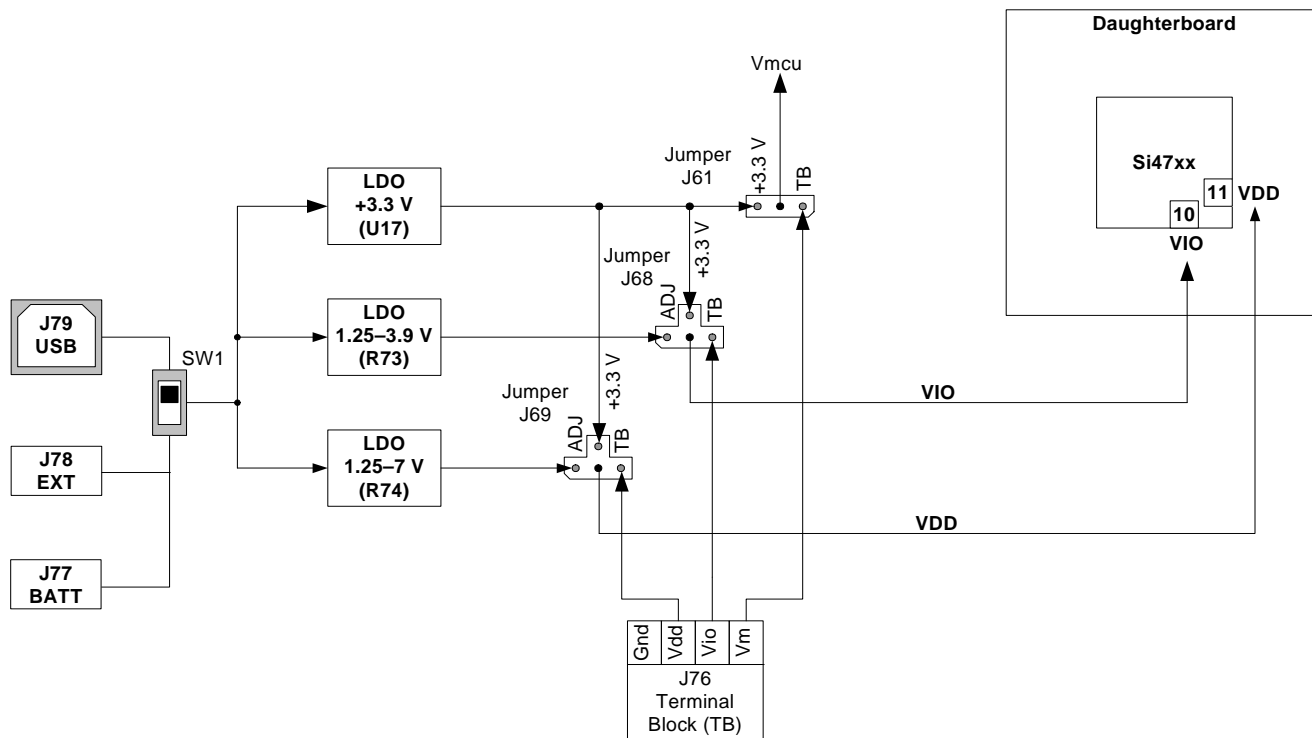 Daughterboard
Vmcu
Jumper
J61
+3.3 V
TB
Si47xx
11
VDD
10
VIO
LDO
+3.3 V
(U17)
Jumper
J68
+3.3 V
ADJ
TB
J79
USB
SW1
LDO
1.25–3.9 V
(R73)
Jumper
J69
+3.3 V
ADJ
TB
VIO
J78
EXT
LDO
1.25–7 V
(R74)
VDD
J77
BATT
Gnd
Vdd
Vio
Vm
J76
Terminal
Block (TB)